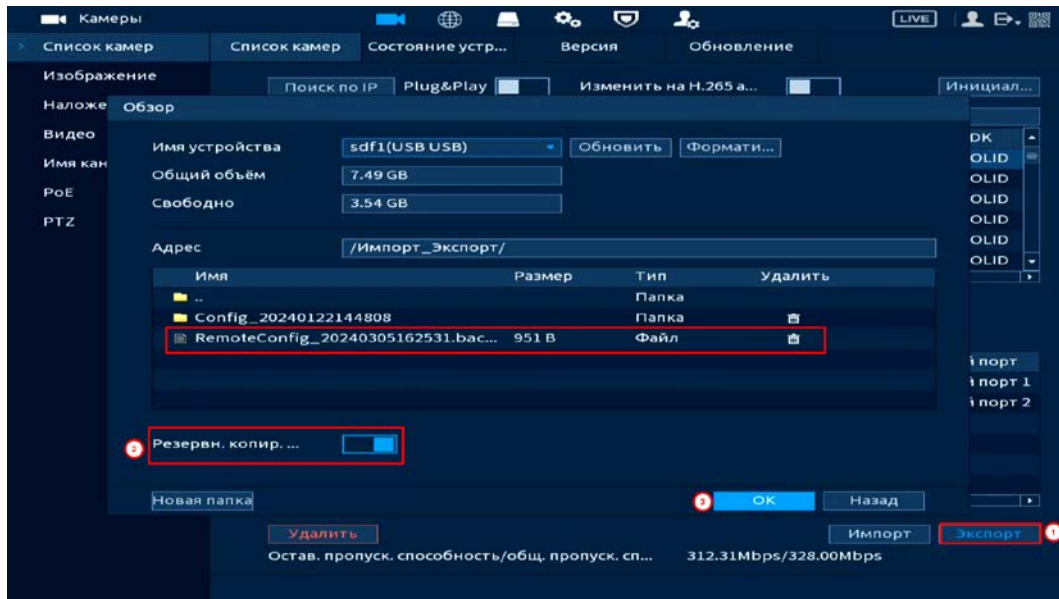 Камеры
LIVE
Список камер
Список камер Состояние устр... Версия Обновление
Изображение
Поиск по IP Plug&Play Изменить на H.265 а... Инициал...
Наложе
Обзор
Видео
DK
Имя устройства sdf1(USB USB) Обновить Формати...
OLID
Имя кан
Общий объём 7.49 GB
OLID
PoE
Свободно 3.54 GB
OLID
PTZ
OLID
Адрес /Импорт_Экспорт/
OLID
OLID
Имя Размер Тип Удалить
.. Папка
Config_20240122144808 Папка
RemoteConfig_20240305162531.bac... 951 B Файл
й порт
й порт 1
й порт 2
2 Резервн. копир. ...
Новая папка 3 OK Назад
Удалить Импорт Экспорт 1
Остав. пропуск. способность/общ. пропуск. сп... 312.31Mbps/328.00Mbps